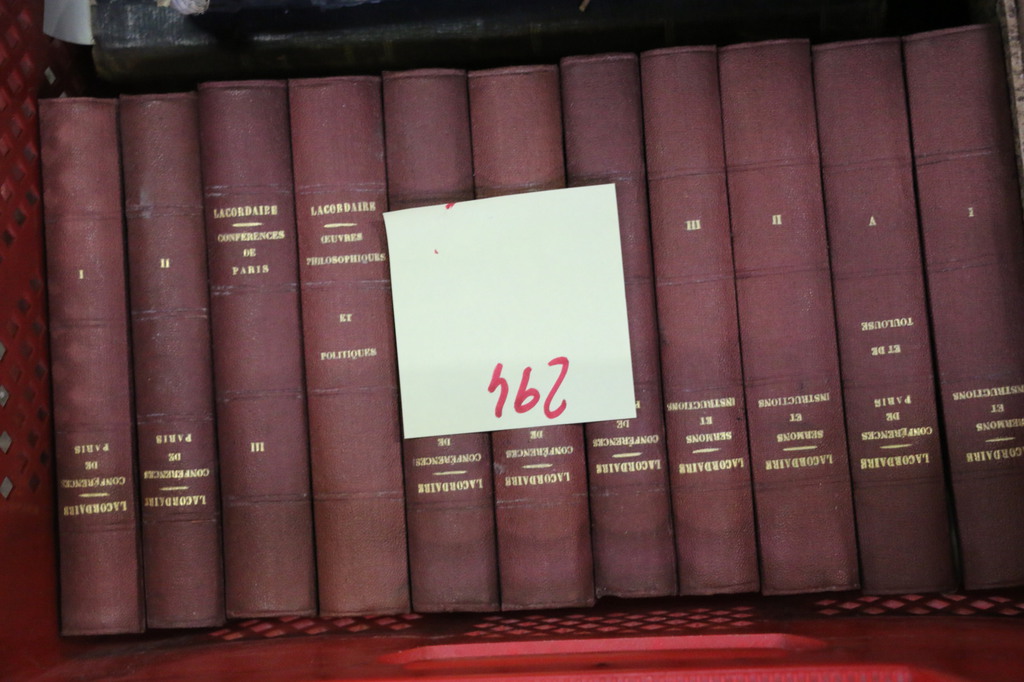 LACORDAIRE
CONFÉRENCES
DE
PARIS
I
LACORDAIRE
CONFÉRENCES
DE
PARIS
II
LACORDAIRE
CONFÉRENCES
DE
PARIS
III
LACORDAIRE
ŒUVRES
PHILOSOPHIQUES
ET
POLITIQUES
LACORDAIRE
CONFÉRENCES
DE
LACORDAIRE
CONFÉRENCES
DE
LACORDAIRE
CONFÉRENCES
DE
294
LACORDAIRE
SERMONS
ET
INSTRUCTIONS
III
LACORDAIRE
SERMONS
ET
INSTRUCTIONS
II
LACORDAIRE
CONFÉRENCES
DE
PARIS
ET DE
TOULOUSE
V
LACORDAIRE
SERMONS
ET
INSTRUCTIONS
I